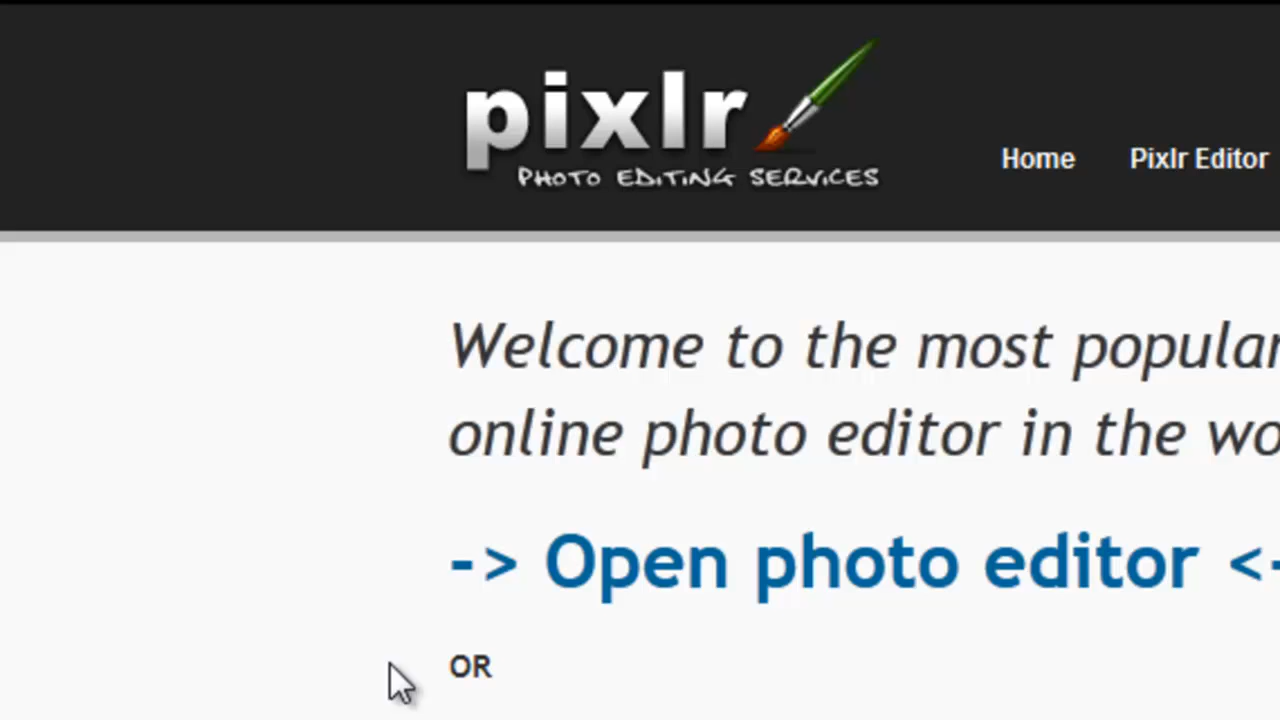 pixlr
PHOTO EDITING SERVICES
Home
Pixlr Editor
Welcome to the most popular
online photo editor in the wo
-> Open photo editor <-
OR